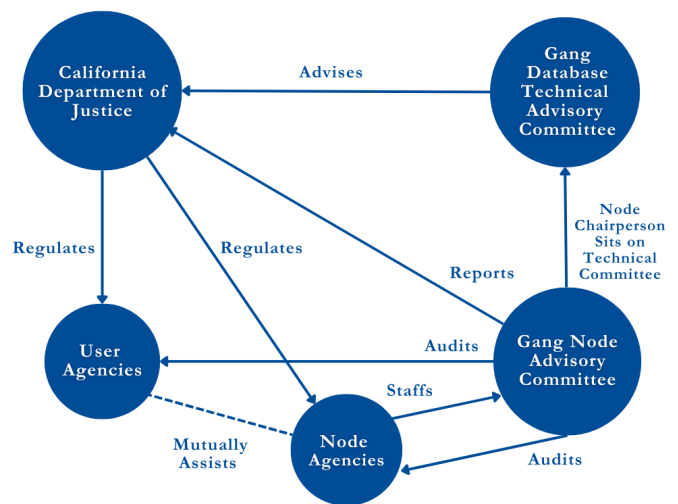 California
Department of
Justice
Advises
Gang
Database
Technical
Advisory
Committee
Regulates
Regulates
Node
Chairperson
Sits on
Technical
Committee
Reports
User
Agencies
Audits
Gang Node
Advisory
Committee
Staffs
Mutually
Assists
Node
Agencies
Audits